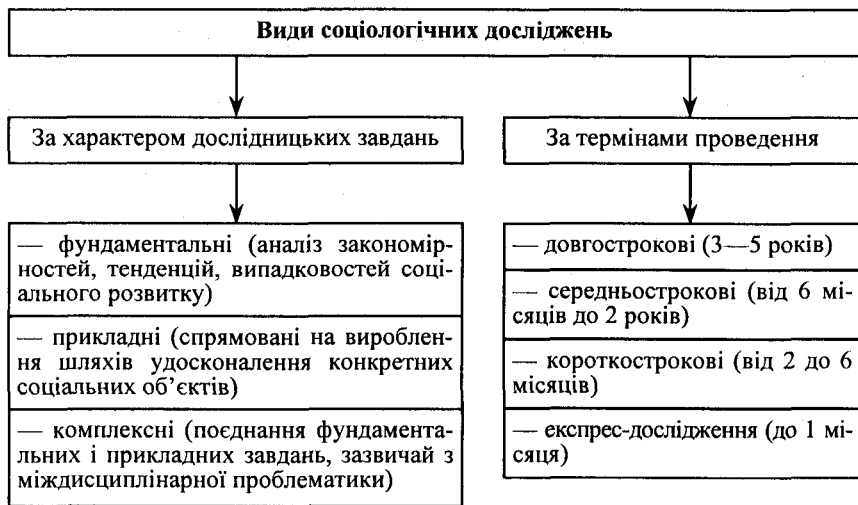 Види соціологічних досліджень
За характером дослідницьких завдань
— фундаментальні (аналіз закономір-
ностей, тенденцій, випадковостей соці-
ального розвитку)
— прикладні (спрямовані на вироблен-
ня шляхів удосконалення конкретних
соціальних об’єктів)
— комплексні (поєднання фундамента-
льних і прикладних завдань, зазвичай з
міждисциплінарної проблематики)
За термінами проведення
— довгострокові (3—5 років)
— середньострокові (від 6 мі-
сяців до 2 років)
— короткострокові (від 2 до 6
місяців)
— експрес-дослідження (до 1 мі-
сяця)